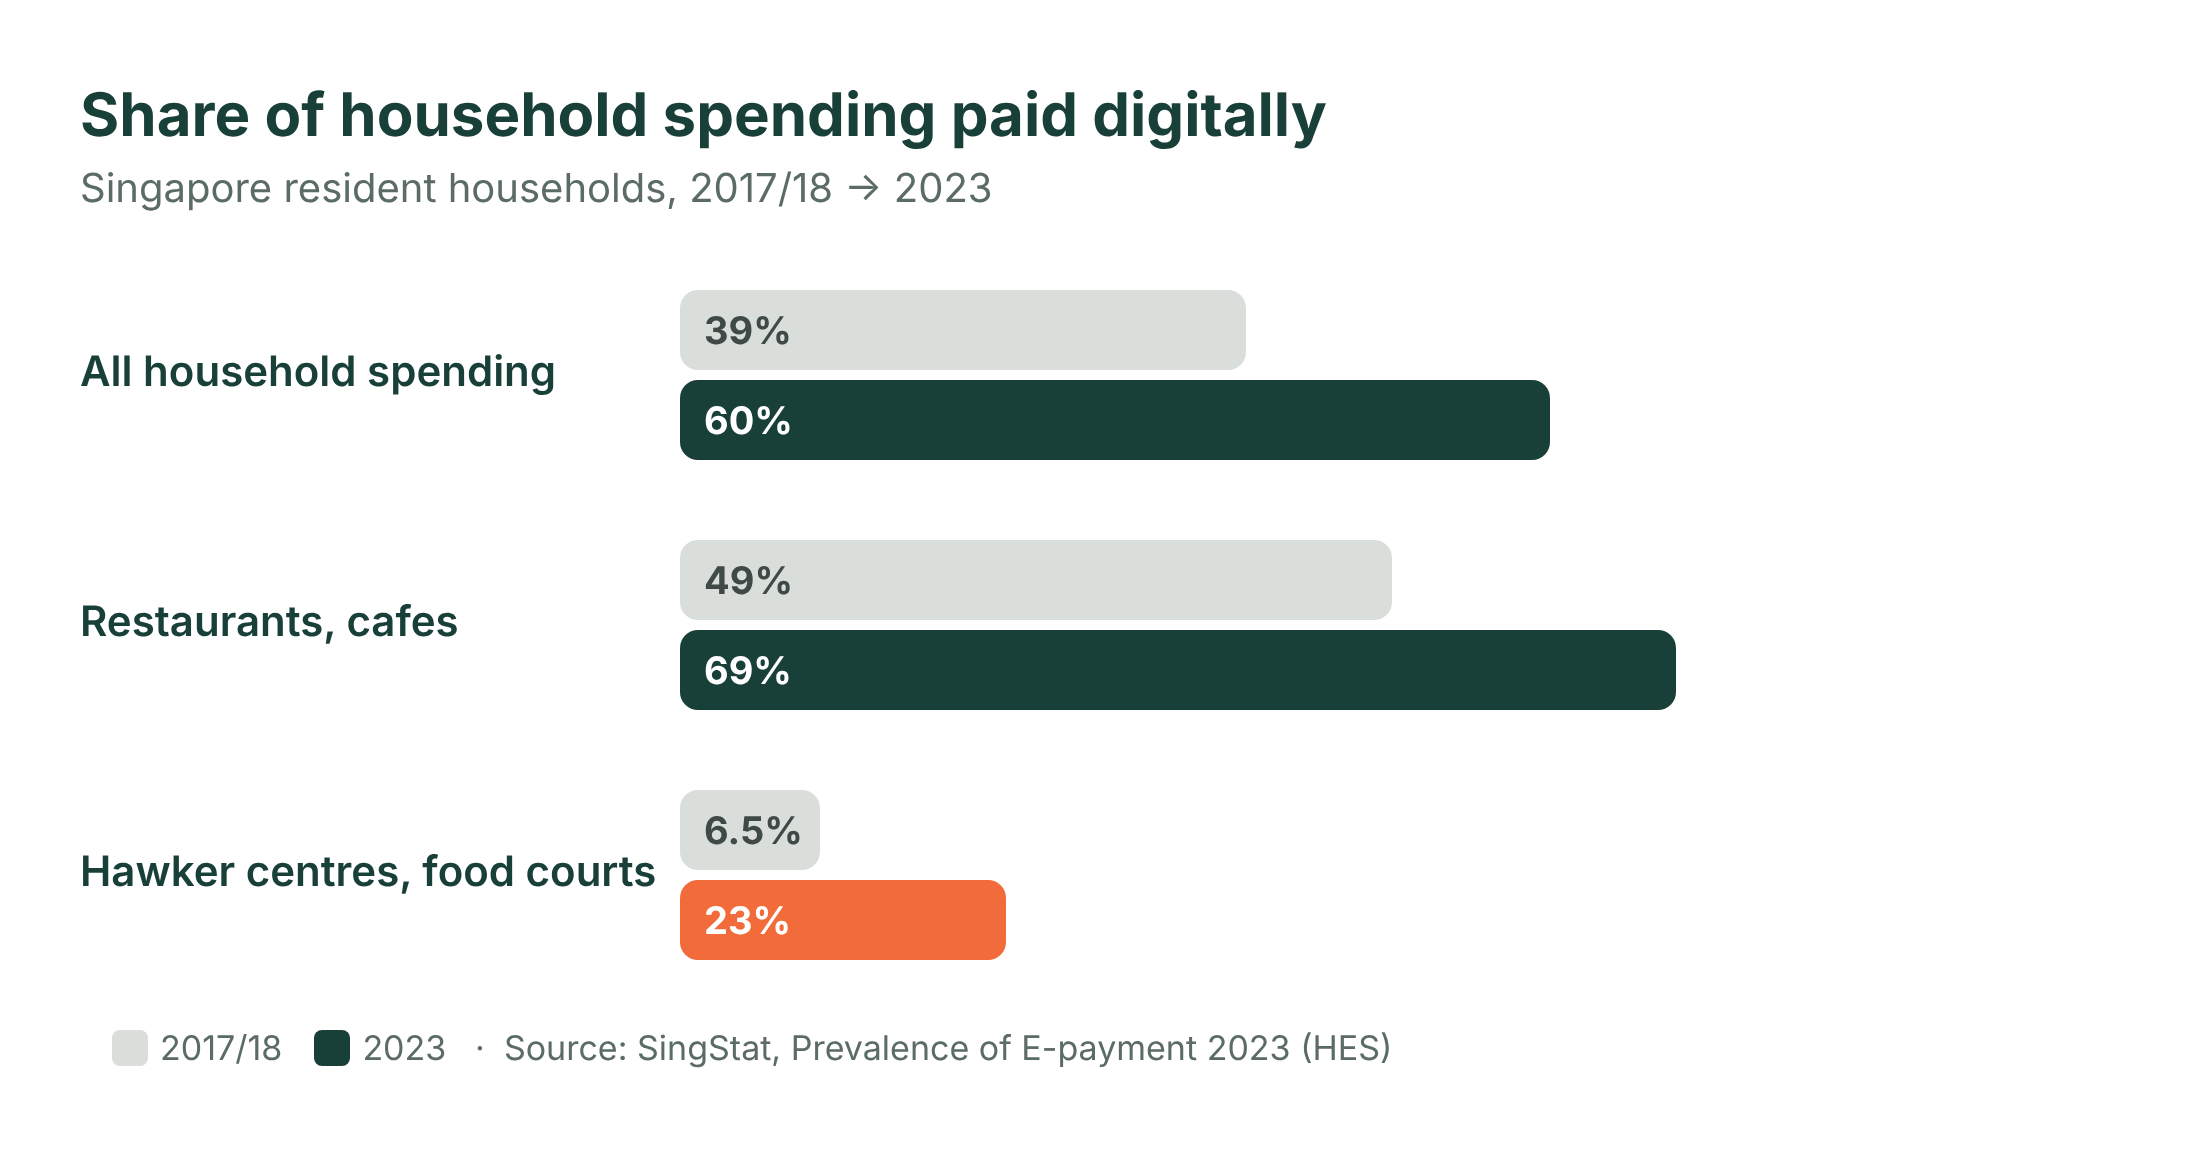 Share of household spending paid digitally
Singapore resident households, 2017/18 → 2023
39%
All household spending
60%
49%
Restaurants, cafes
69%
6.5%
Hawker centres, food courts
23%
2017/18 2023 · Source: SingStat, Prevalence of E-payment 2023 (HES)